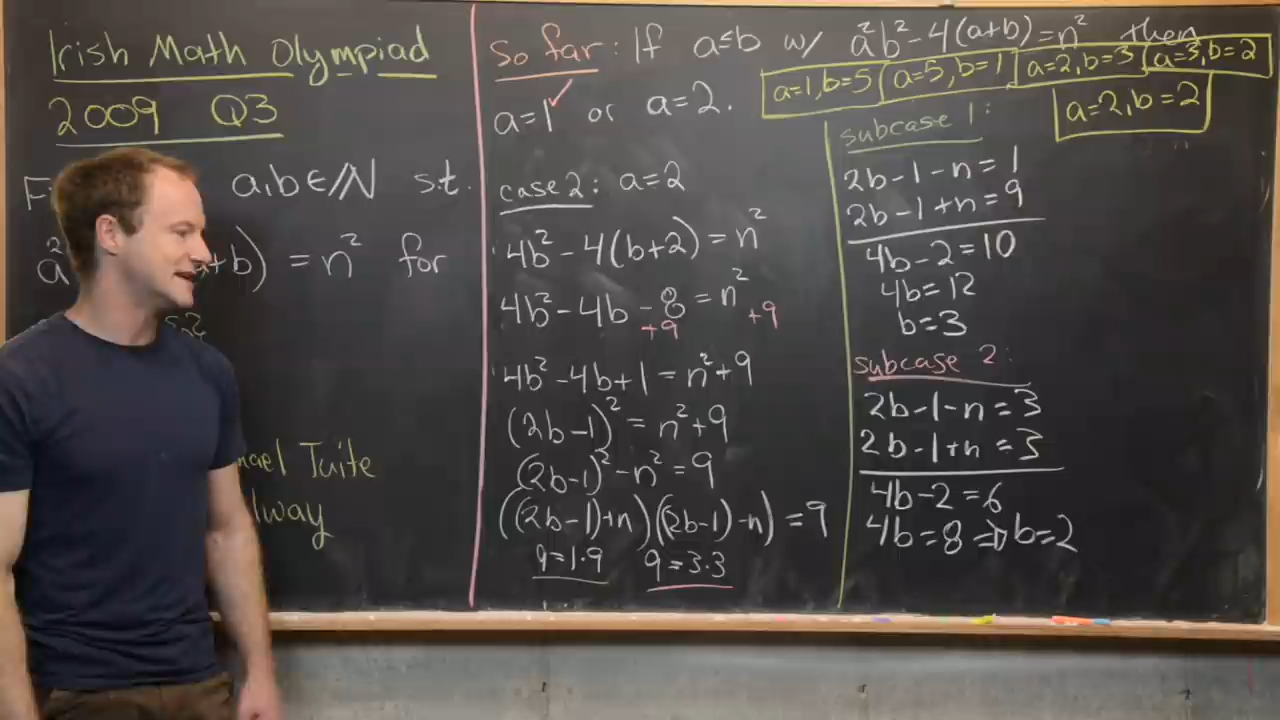 Irish Math Olympiad
2009 Q3
a,b∈ℕ s.t.
a² +b) = n² for
Tuite
So far: If a≤b w/ a²b²-4(a+b)=n² then
a=1✓ or a=2.
a=1,b=5 a=5,b=1 a=2,b=3 a=3,b=2
a=2,b=2
case 2: a=2
4b²-4(b+2)=n²
4b²-4b-8=n²
+9 +9
4b²-4b+1=n²+9
(2b-1)²=n²+9
(2b-1)²-n²=9
((2b-1)+n)((2b-1)-n)=9
9=1·9 9=3·3
subcase 1:
2b-1-n=1
2b-1+n=9
4b-2=10
4b=12
b=3
subcase 2:
2b-1-n=3
2b-1+n=3
4b-2=6
4b=8⇒b=2